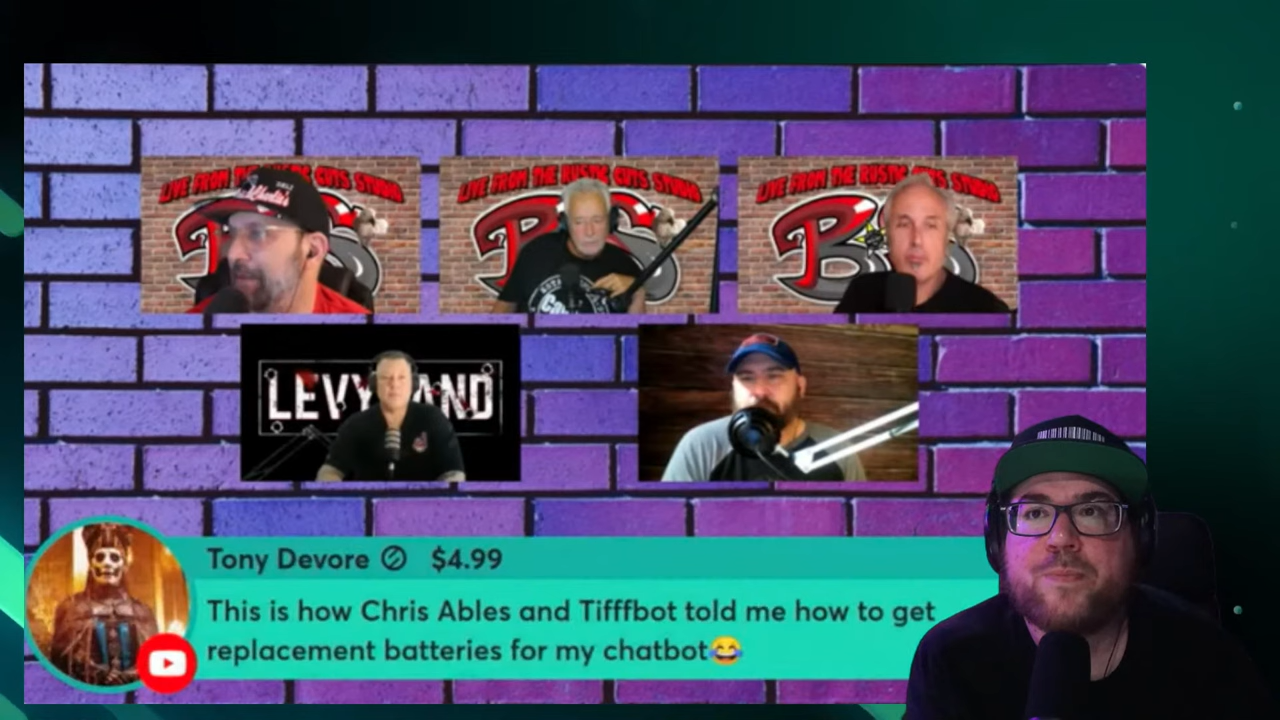 LIVE FROM THE RUSTIC CUTS STUDIO
LIVE FROM THE RUSTIC CUTS STUDIO
LIVE FROM THE RUSTIC CUTS STUDIO
Tony Devore $4.99
This is how Chris Ables and Tifffbot told me how to get
replacement batteries for my chatbot😂